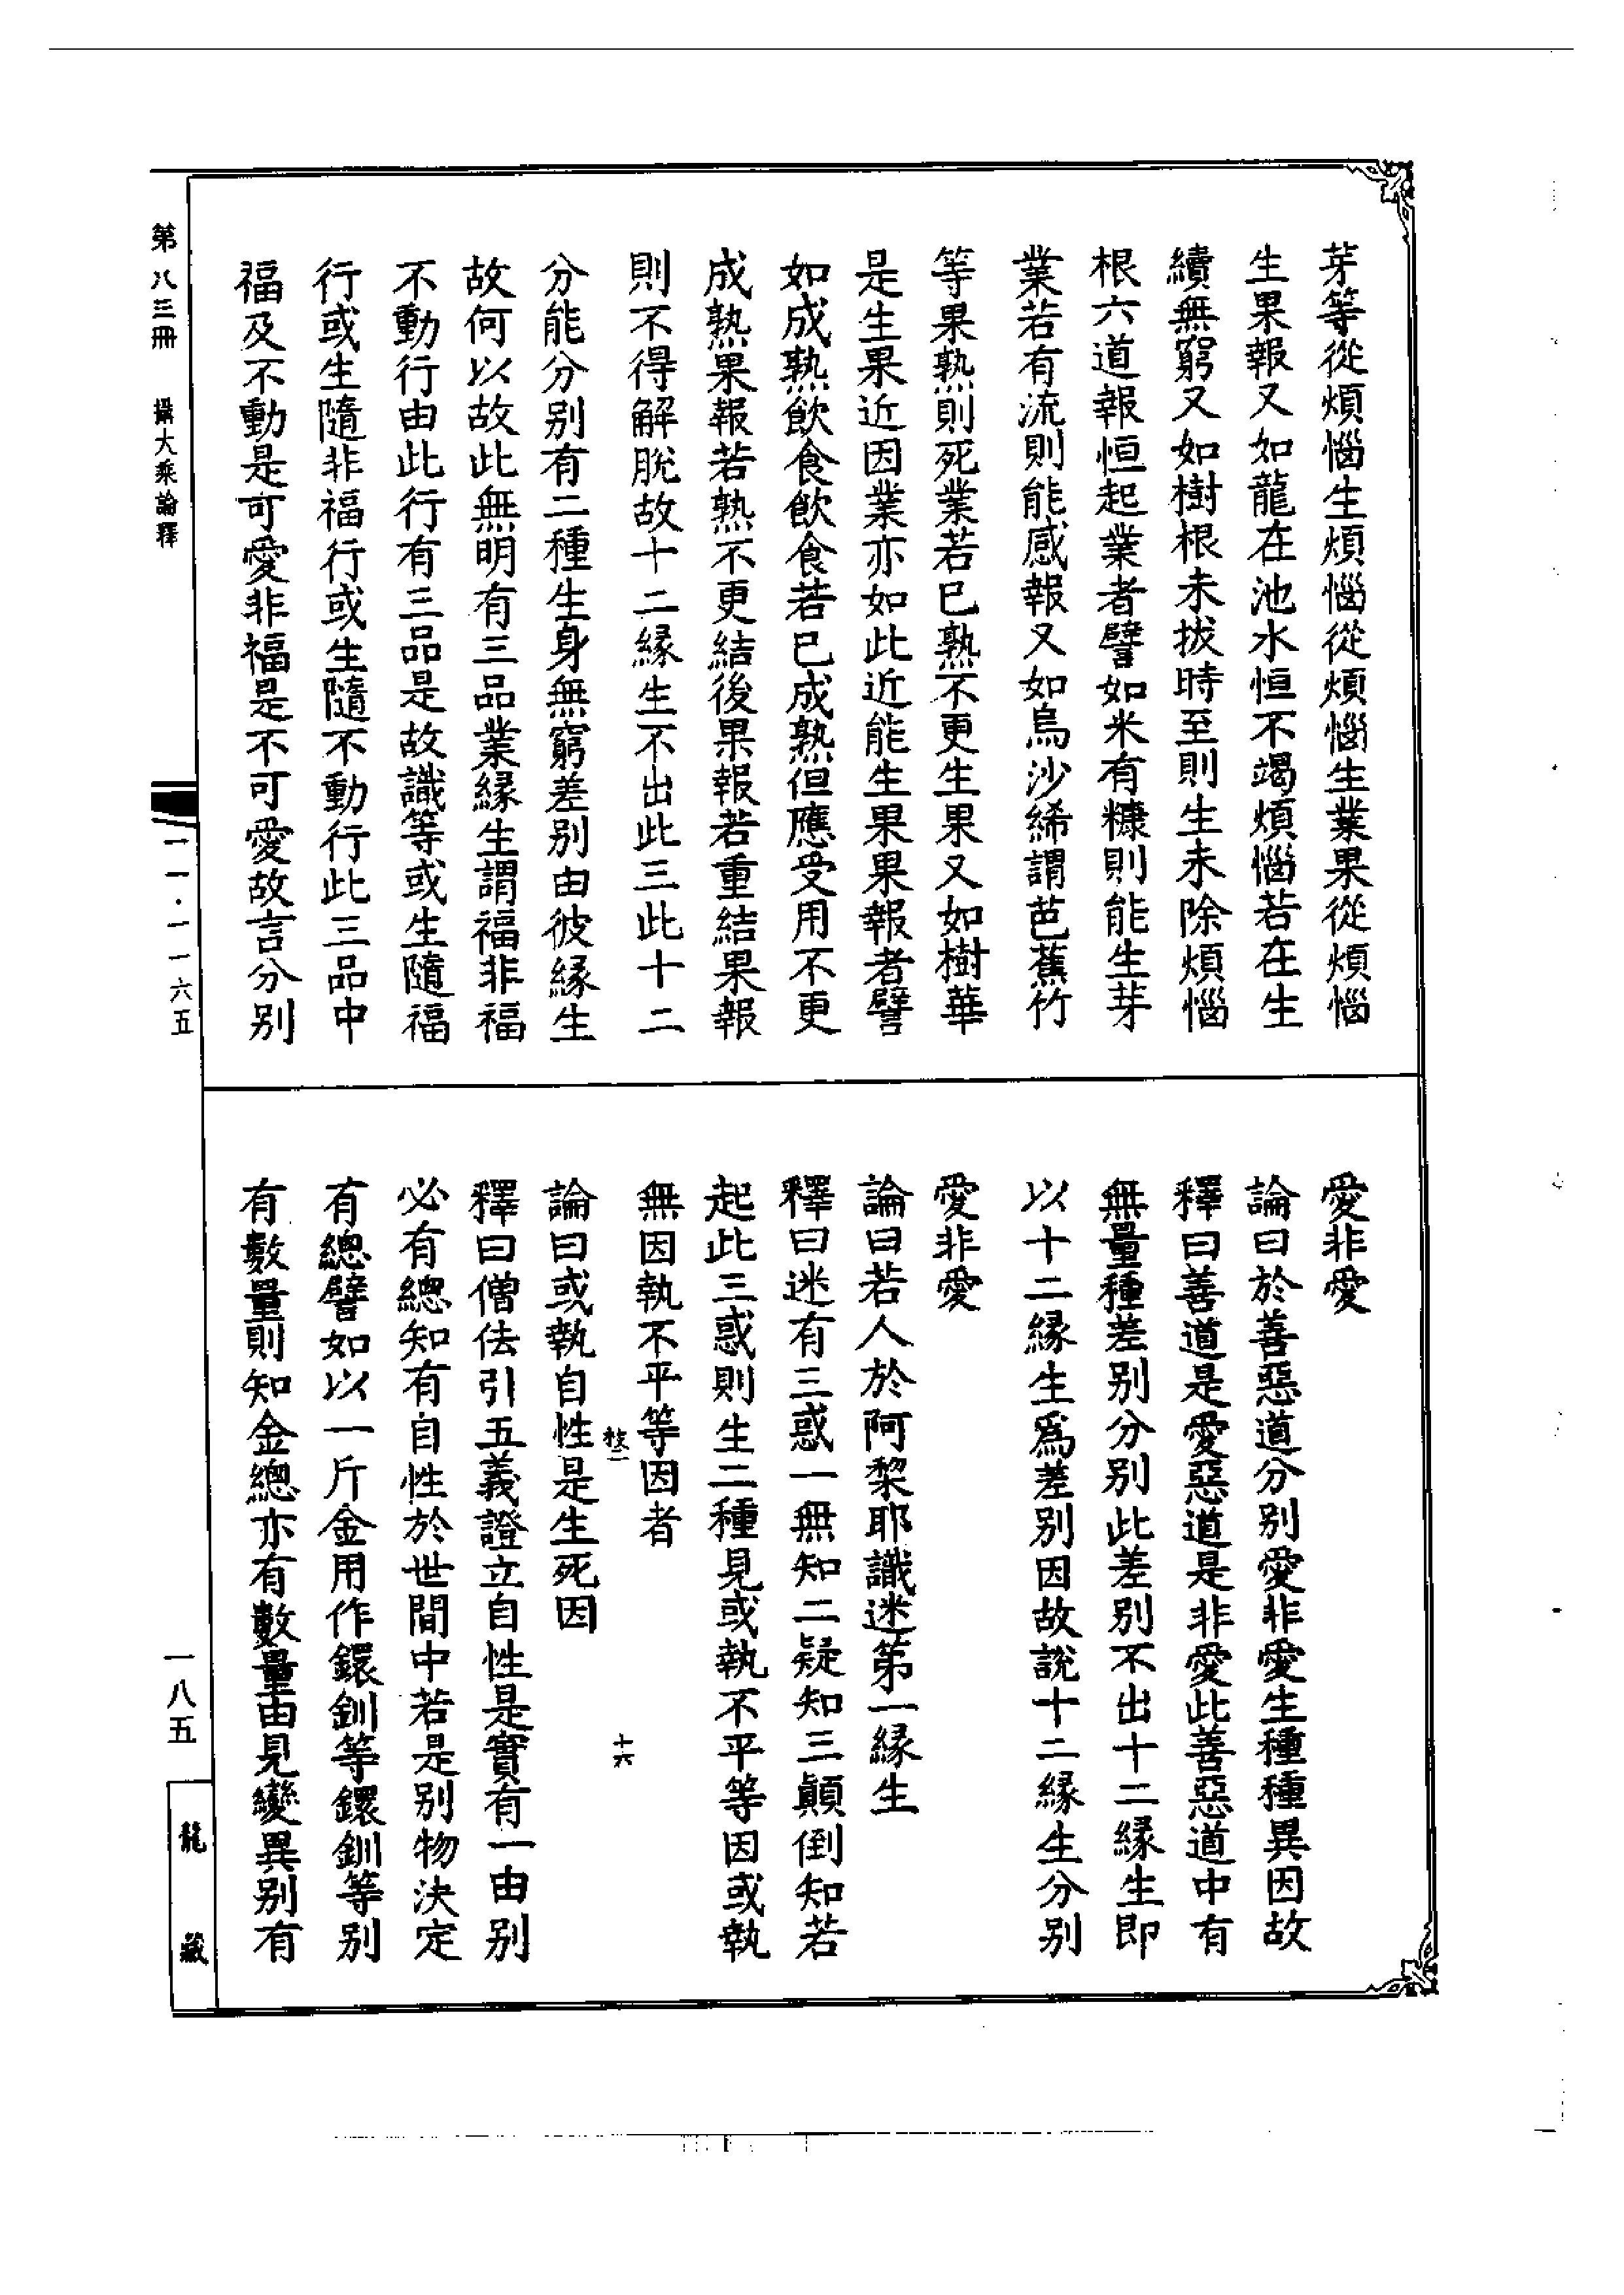 芽等從煩惱生煩惱從煩惱生業果從煩惱
生果報又如龍在池水恒不竭煩惱若在生
續無窮又如樹根未拔時至則生未除煩惱
根六道報恒起業者譬如米有糠則能生芽
業若有流則能感報又如烏沙絺謂芭蕉竹
等果熟則死業若已熟不更生果又如樹華
是生果近因業亦如此近能生果果報者譬
如成熟飲食飲食若已成熟但應受用不更
成熟果報若熟不更結後果報若重結果報
則不得解脫故十二緣生不出此三此十二
分能分別有二種生身無窮差別由彼緣生
故何以故此無明有三品業緣生謂福非福
不動行由此行有三品是故識等或生隨福
行或生隨非福行或生隨不動行此三品中
福及不動是可愛非福是不可愛故言分別
愛非愛
論曰於善惡道分別愛非愛生種種異因故
釋曰善道是愛惡道是非愛此善惡道中有
無量種差別分別此差別不出十二緣生即
以十二緣生爲差別因故說十二緣生分別
愛非愛
論曰若人於阿黎耶識迷第一緣生
釋曰迷有三惑一無知二疑知三顛倒知若
起此三惑則生二種見或執不平等因或執
無因執不平等因者
論曰或執自性是生死因
釋曰僧佉引五義證立自性是實有一由別
必有總知有自性於世間中若是別物決定
有總譬如以一斤金用作鐶釧等鐶釧等別
有數量則知金總亦有數量由見變異別有
十六
第八三冊 攝大乘論釋
一一·一一六五
一八五
龍藏